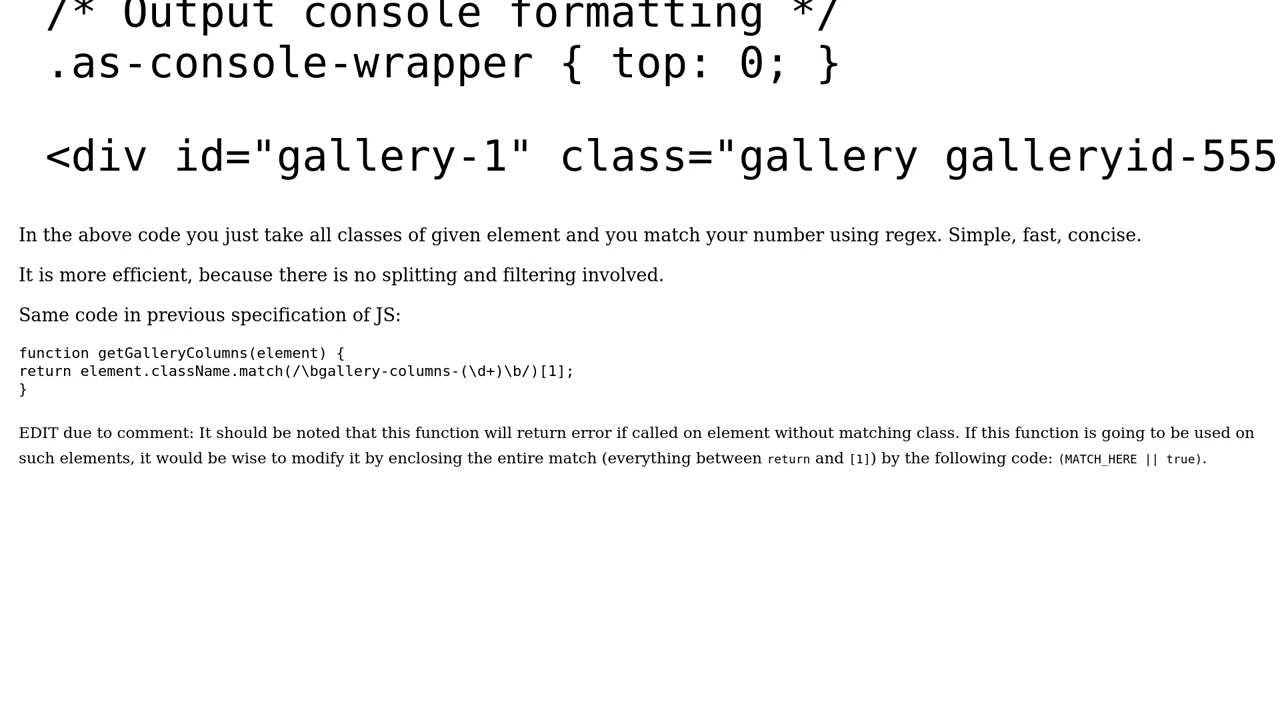 /* Output console formatting */
.as-console-wrapper { top: 0; }
<div id="gallery-1" class="gallery galleryid-555
In the above code you just take all classes of given element and you match your number using regex. Simple, fast, concise.
It is more efficient, because there is no splitting and filtering involved.
Same code in previous specification of JS:
function getGalleryColumns(element) {
return element.className.match(/\bgallery-columns-(\d+)\b/)[1];
}
EDIT due to comment: It should be noted that this function will return error if called on element without matching class. If this function is going to be used on
such elements, it would be wise to modify it by enclosing the entire match (everything between return and [1]) by the following code: (MATCH_HERE || true).